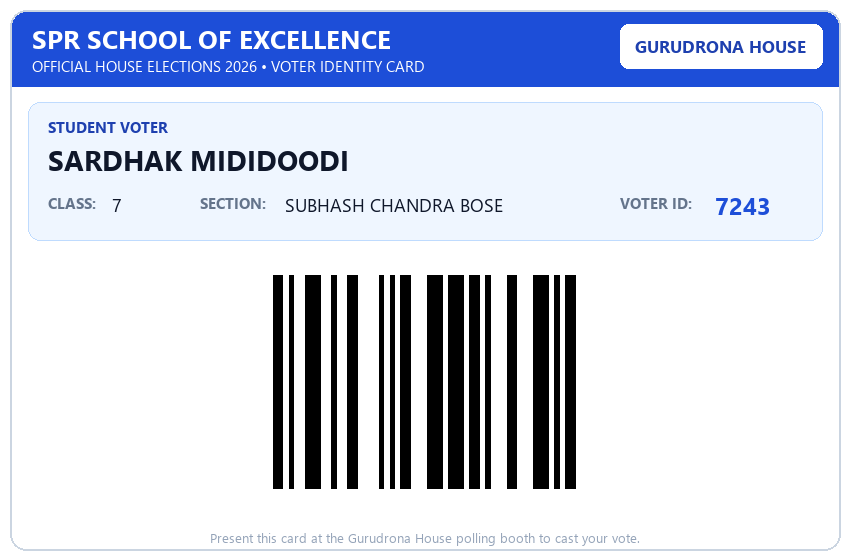 SPR SCHOOL OF EXCELLENCE
OFFICIAL HOUSE ELECTIONS 2026 • VOTER IDENTITY CARD
GURUDRONA HOUSE
STUDENT VOTER
SARDHAK MIDIDOODI
CLASS: 7 SECTION: SUBHASH CHANDRA BOSE VOTER ID: 7243
Present this card at the Gurudrona House polling booth to cast your vote.